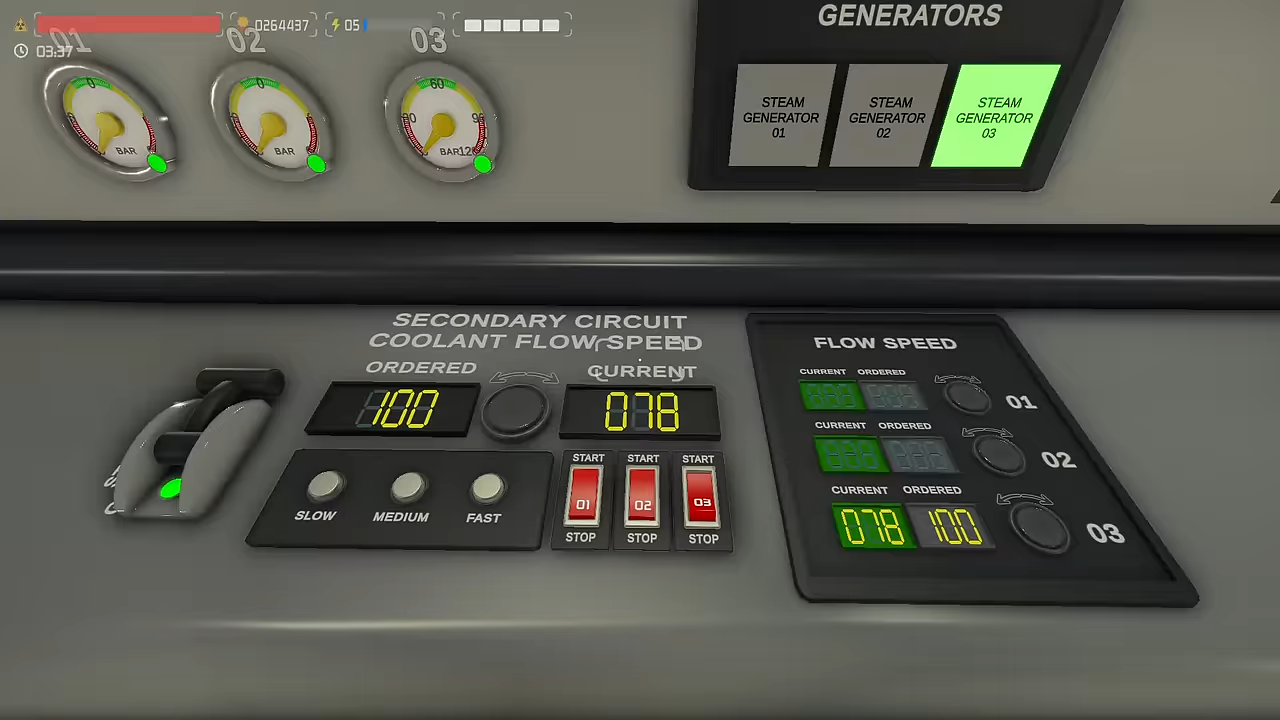 0264437
05
03:37
01
02
03
0
BAR
0
BAR
60
BAR
GENERATORS
STEAM GENERATOR 01
STEAM GENERATOR 02
STEAM GENERATOR 03
SECONDARY CIRCUIT
COOLANT FLOW SPEED
ORDERED
CURRENT
100
078
SLOW
MEDIUM
FAST
START
START
START
01
02
03
STOP
STOP
STOP
FLOW SPEED
CURRENT ORDERED
01
CURRENT ORDERED
02
CURRENT ORDERED
078 100
03